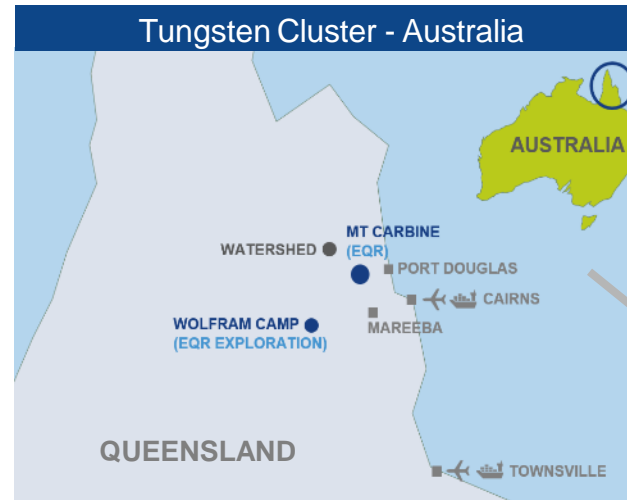 Tungsten Cluster - Australia
AUSTRALIA
MT CARBINE
(EQR)
WATERSHED
PORT DOUGLAS
CAIRNS
MAREEBA
WOLFRAM CAMP
(EQR EXPLORATION)
QUEENSLAND
TOWNSVILLE